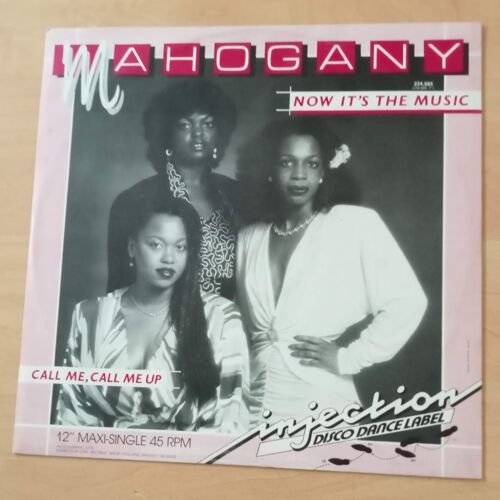 MAHOGANY
NOW IT'S THE MUSIC
CALL ME, CALL ME UP
12" MAXI-SINGLE 45 RPM
injection
DISCO DANCE LABEL